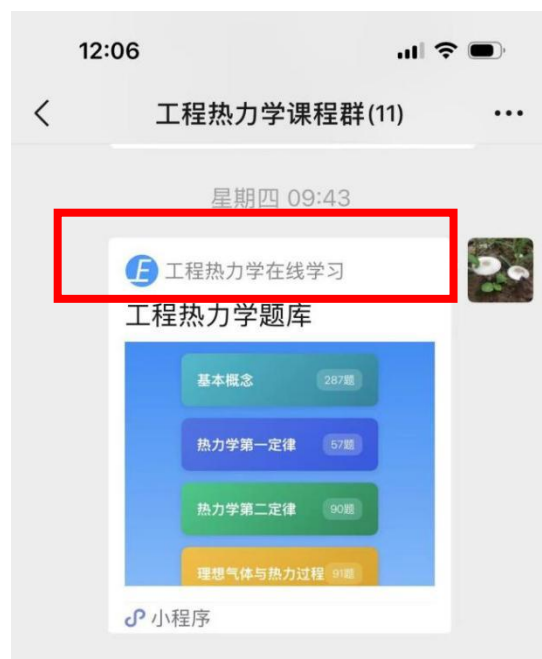 12:06
工程热力学课程群(11)
星期四 09:43
工程热力学在线学习
工程热力学题库
基本概念 287题
热力学第一定律 57题
热力学第二定律 90题
理想气体与热力过程 91题
小程序